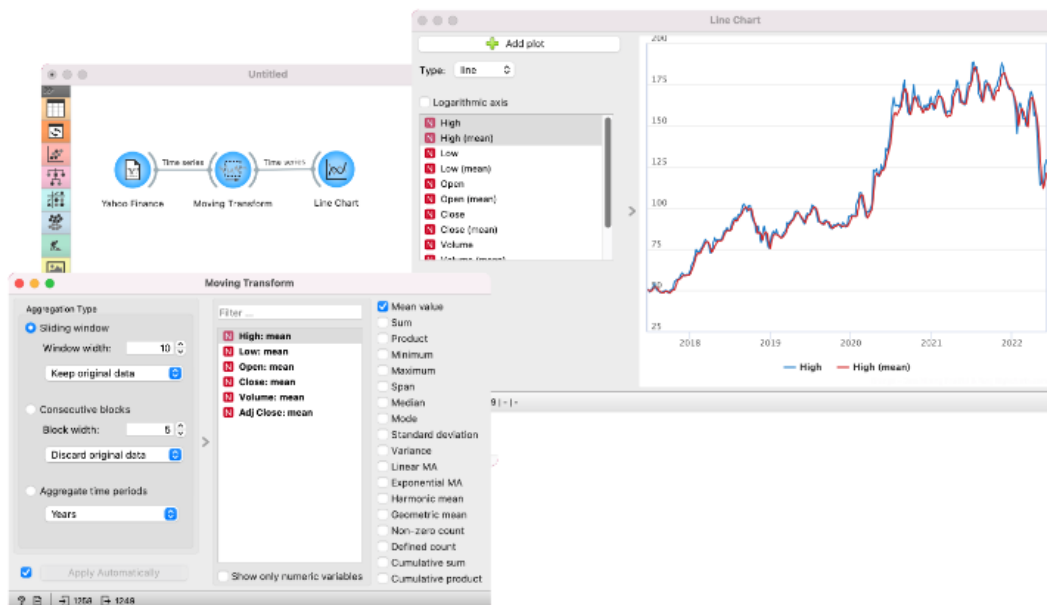 Line Chart
Add plot
Type: line
Logarithmic axis
High
High (mean)
Low
Low (mean)
Open
Open (mean)
Close
Close (mean)
Volume
Volume (mean)
200
175
150
125
100
75
50
25
2018 2019 2020 2021 2022
High High (mean)
9 | - | -
Untitled
Time series Time series
Yahoo Finance Moving Transform Line Chart
Moving Transform
Aggregation Type
Sliding window
Window width: 10
Keep original data
Consecutive blocks
Block width: 5
Discard original data
Aggregate time periods
Years
Apply Automatically
Filter ...
High: mean
Low: mean
Open: mean
Close: mean
Volume: mean
Adj Close: mean
Show only numeric variables
Mean value
Sum
Product
Minimum
Maximum
Span
Median
Mode
Standard deviation
Variance
Linear MA
Exponential MA
Harmonic mean
Geometric mean
Non-zero count
Defined count
Cumulative sum
Cumulative product
? 1258 1249